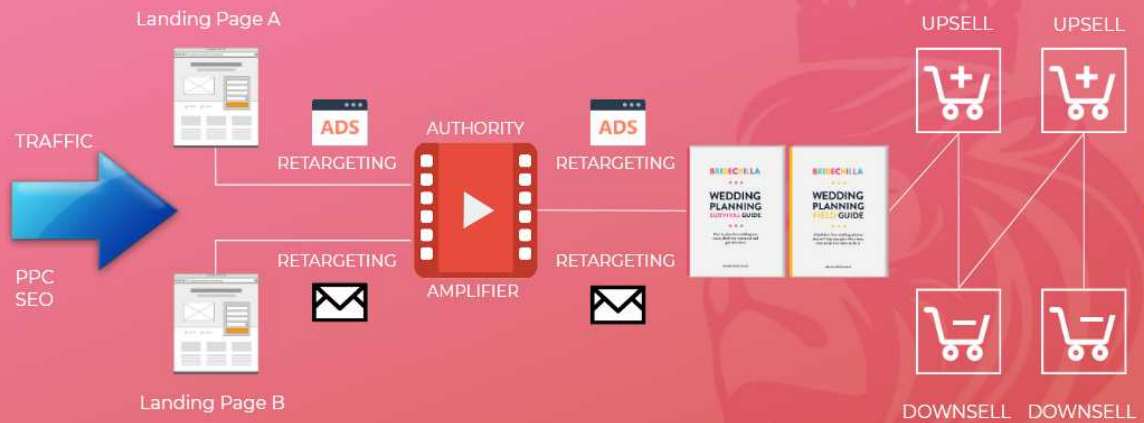 Landing Page A
TRAFFIC
PPC
SEO
Landing Page B
ADS
RETARGETING
RETARGETING
AUTHORITY
AMPLIFIER
ADS
RETARGETING
RETARGETING
BRIDECHILLA
WEDDING
PLANNING
SURVIVAL GUIDE
BRIDECHILLA
WEDDING
PLANNING
FIELD GUIDE
UPSELL
UPSELL
DOWNSELL
DOWNSELL